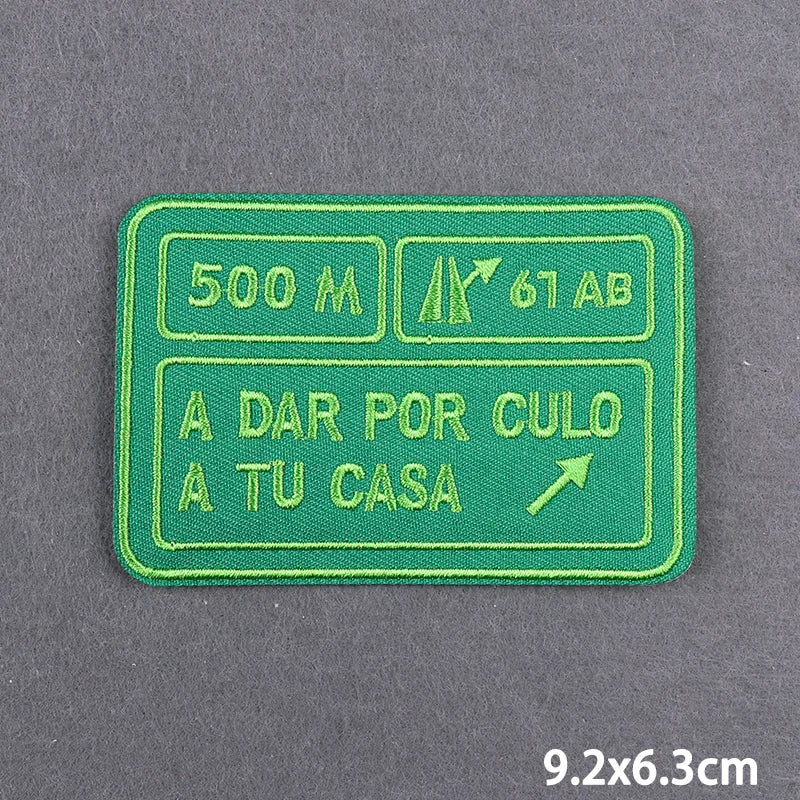 500 M
61 AB
A DAR POR CULO
A TU CASA
9.2x6.3cm